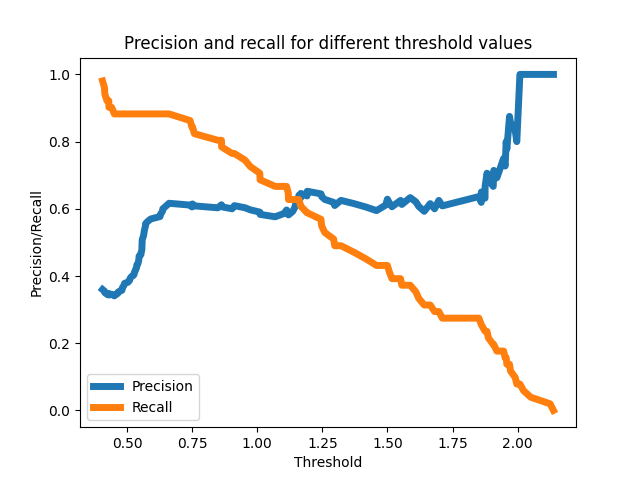 Precision and recall for different threshold values
1.0
0.8
0.6
0.4
0.2
0.0
Precision/Recall
Precision
Recall
0.50 0.75 1.00 1.25 1.50 1.75 2.00
Threshold